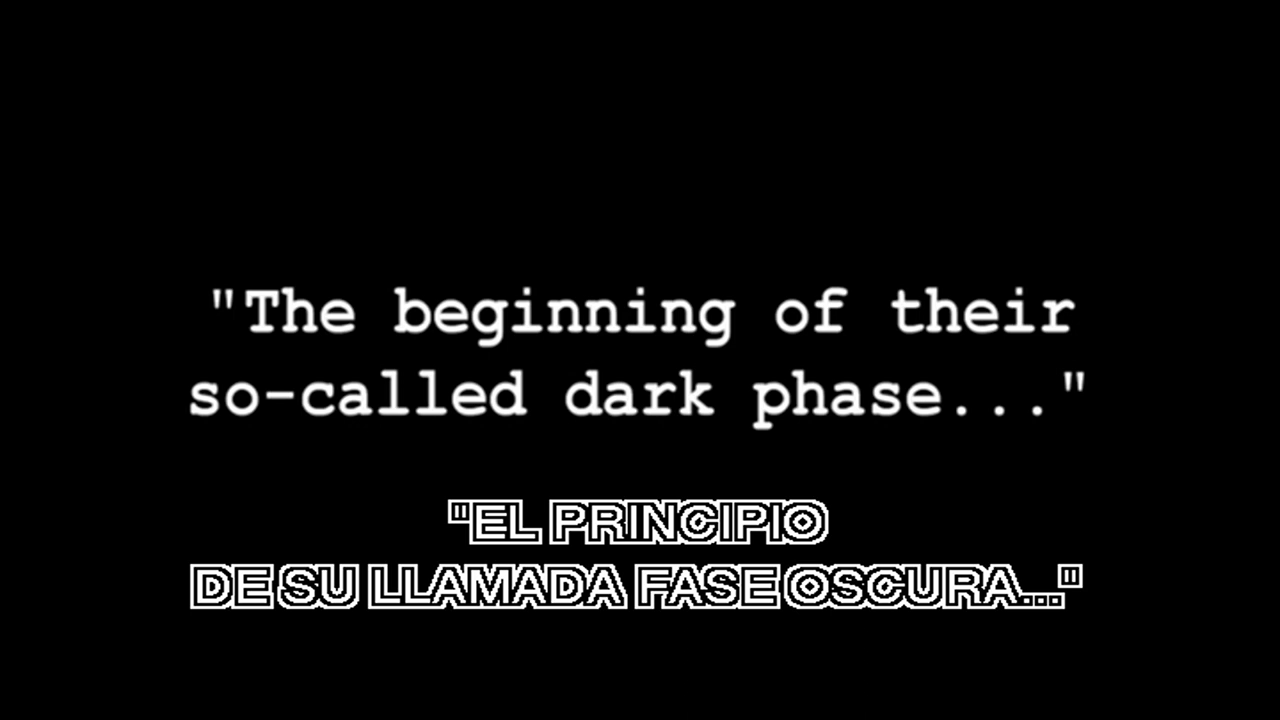 "The beginning of their
so-called dark phase..."
"EL PRINCIPIO
DE SU LLAMADA FASE OSCURA..."